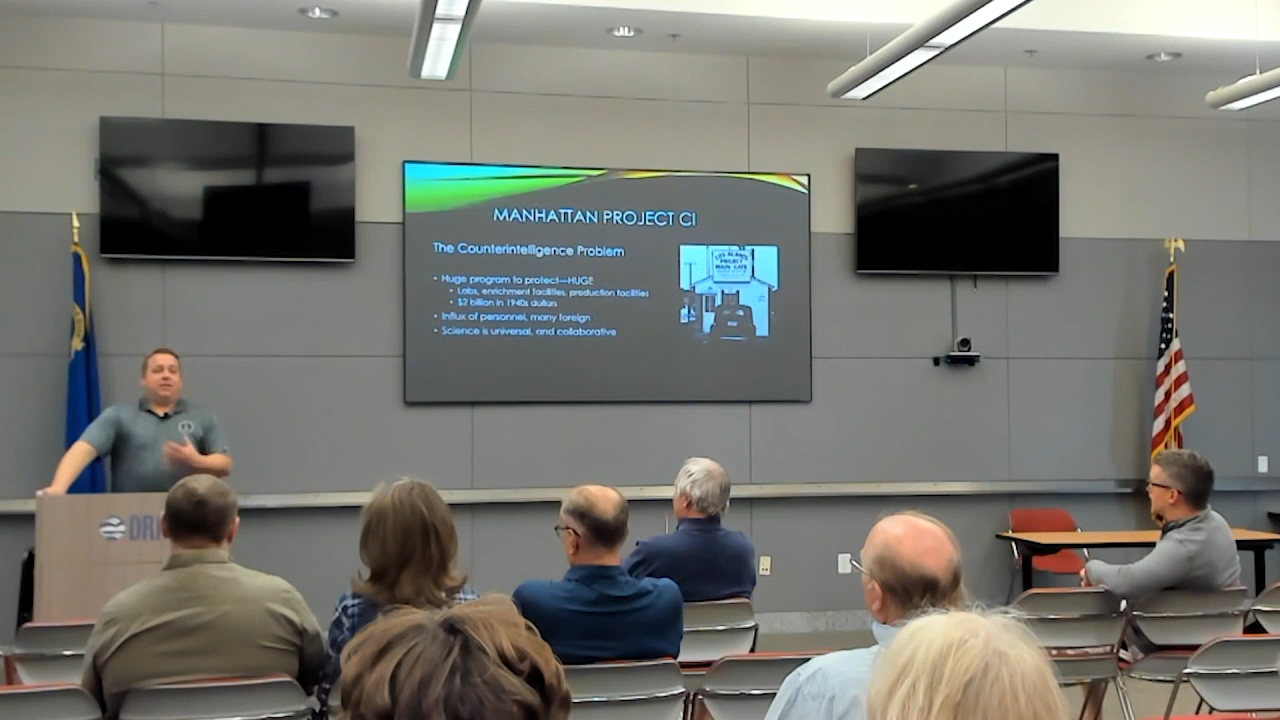 MANHATTAN PROJECT CI
The Counterintelligence Problem
• Huge program to protect—HUGE
• Labs, enrichment facilities, production facilities
• $2 billion in 1940s dollars
• Influx of personnel, many foreign
• Science is universal, and collaborative
LOS ALAMOS
PROJECT
MAIN GATE